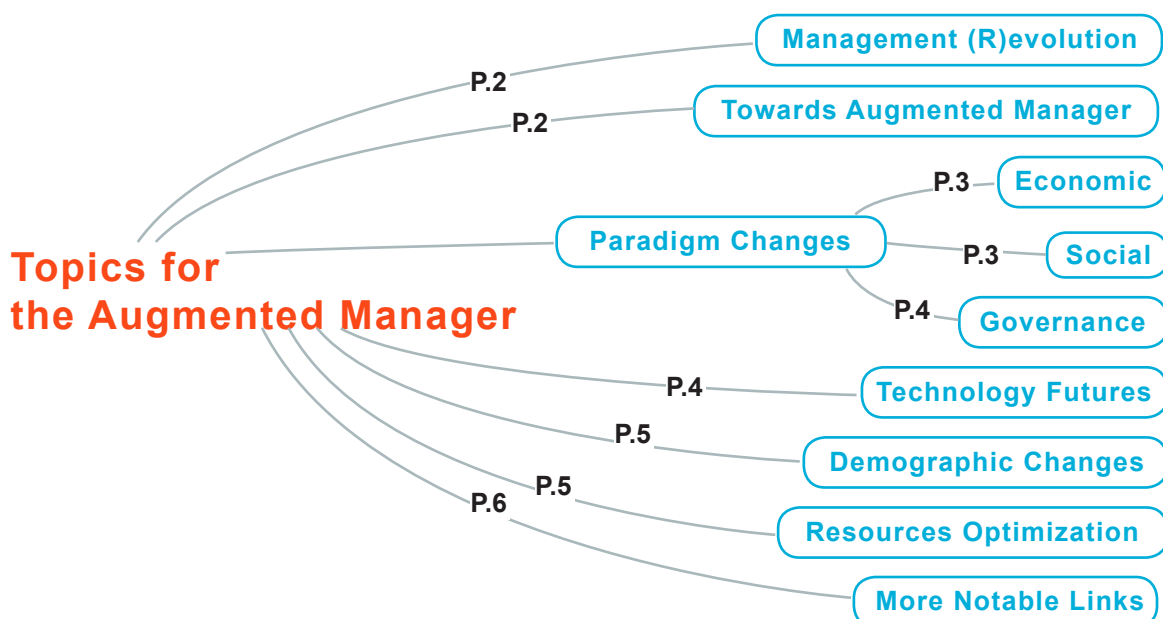 Management (R)evolution
P.2
Towards Augmented Manager
P.2
Economic
P.3
Paradigm Changes
Social
P.3
Topics for
the Augmented Manager
Governance
P.4
Technology Futures
P.4
Demographic Changes
P.5
Resources Optimization
P.5
More Notable Links
P.6